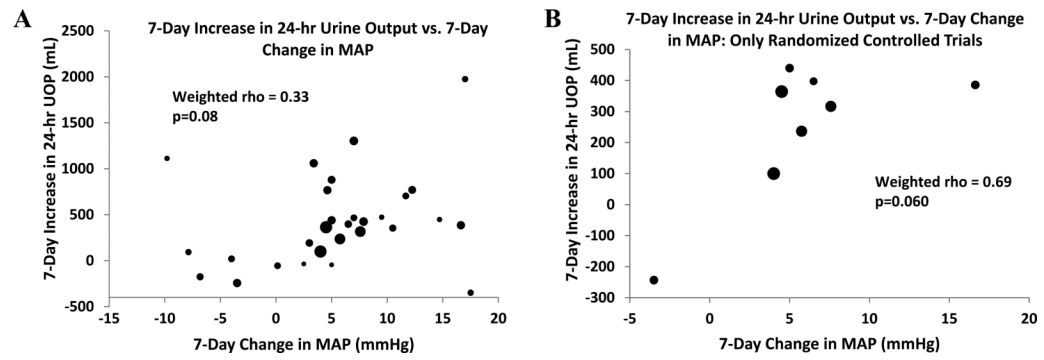 A
7-Day Increase in 24-hr Urine Output vs. 7-Day
Change in MAP
7-Day Increase in 24-hr UOP (mL)
2500
2000
1500
1000
500
0
-500
Weighted rho = 0.33
p=0.08
-15
-10
-5
0
5
10
15
20
7-Day Change in MAP (mmHg)
B
7-Day Increase in 24-hr Urine Output vs. 7-Day Change
in MAP: Only Randomized Controlled Trials
7-Day Increase in 24-hr UOP (mL)
500
400
300
200
100
0
-100
-200
-300
Weighted rho = 0.69
p=0.060
-5
0
5
10
15
20
7-Day Change in MAP (mmHg)